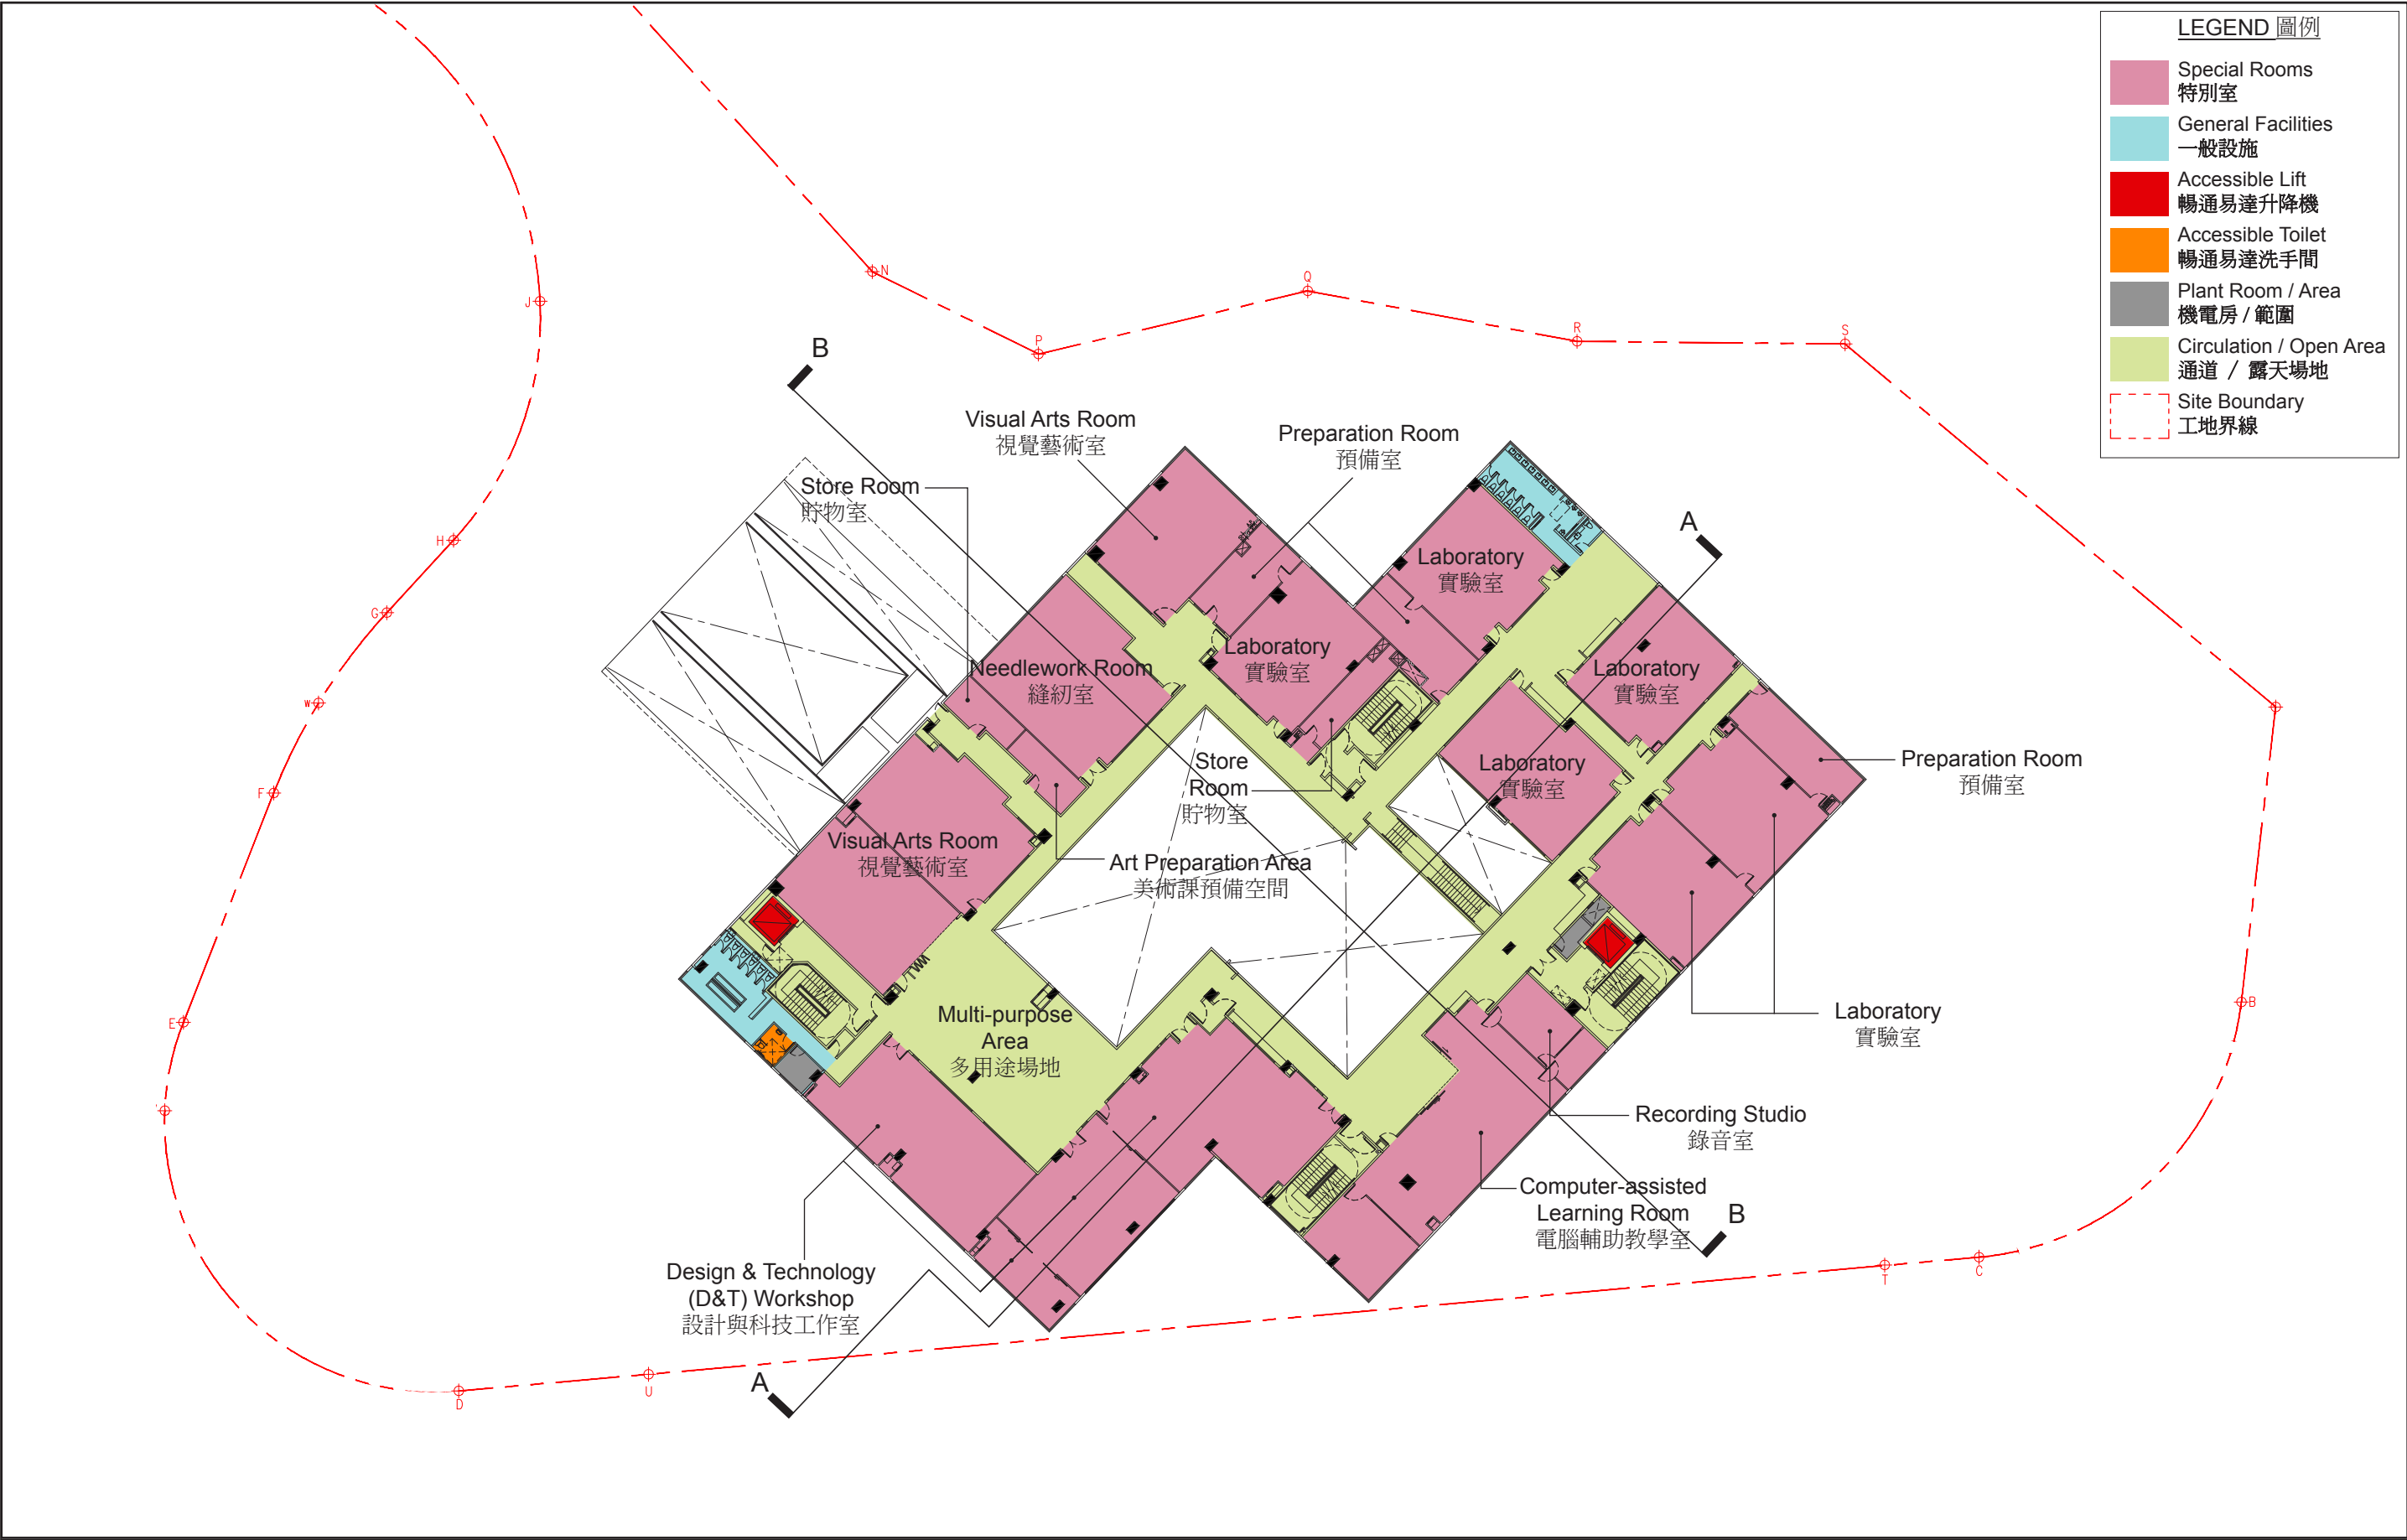 LEGEND 圖例
Special Rooms
特別室
General Facilities
一般設施
Accessible Lift
暢通易達升降機
Accessible Toilet
暢通易達洗手間
Plant Room / Area
機電房 / 範圍
Circulation / Open Area
通道 / 露天場地
Site Boundary
工地界線
N
Q
J
P
R
S
B
Visual Arts Room
視覺藝術室
Preparation Room
預備室
Store Room
貯物室
A
H
Laboratory
實驗室
G
Needlework Room
縫紉室
Laboratory
實驗室
Laboratory
實驗室
W
Store
Room
貯物室
Laboratory
實驗室
Preparation Room
預備室
F
Visual Arts Room
視覺藝術室
Art Preparation Area
美術課預備空間
E
Multi-purpose
Area
多用途場地
B
Laboratory
實驗室
Recording Studio
錄音室
Computer-assisted
Learning Room
電腦輔助教學室
B
Design & Technology
(D&T) Workshop
設計與科技工作室
T
C
A
U
D